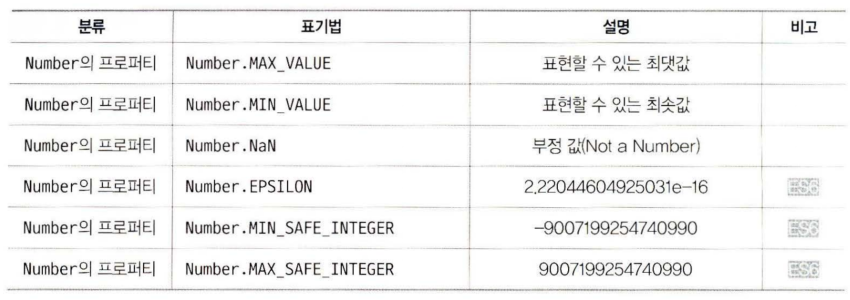 분류 표기법 설명 비고
Number의 프로퍼티 Number.MAX_VALUE 표현할 수 있는 최댓값
Number의 프로퍼티 Number.MIN_VALUE 표현할 수 있는 최솟값
Number의 프로퍼티 Number.NaN 부정 값(Not a Number)
Number의 프로퍼티 Number.EPSILON 2.22044604925031e-16 ES6
Number의 프로퍼티 Number.MIN_SAFE_INTEGER -9007199254740990 ES6
Number의 프로퍼티 Number.MAX_SAFE_INTEGER 9007199254740990 ES6